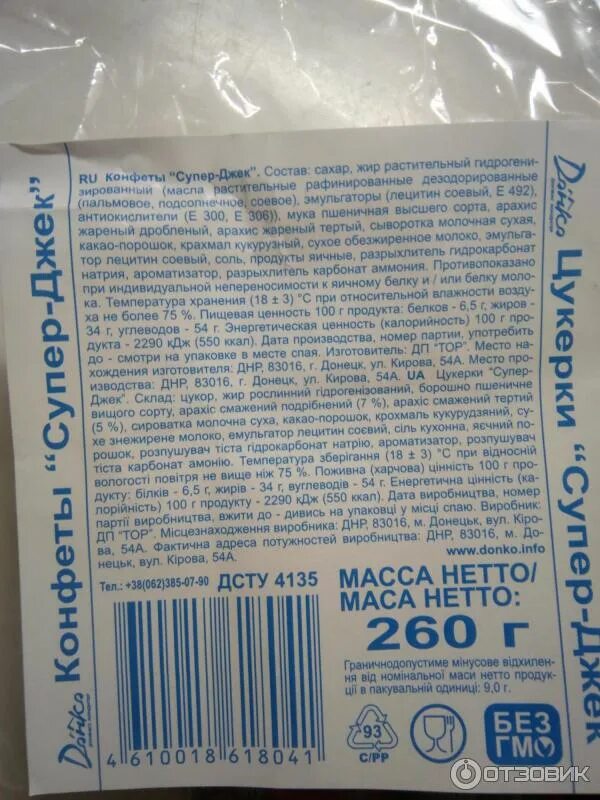 RU Конфеты "Супер-Джек". Состав: сахар, жир растительный гидрогени-
зированный (масла растительные рафинированные дезодорированные
(пальмовое, подсолнечное, соевое), эмульгаторы (лецитин соевый, Е 492),
антиокислители (Е 300, Е 306)), мука пшеничная высшего сорта, арахис
жареный дробленый, арахис жареный тертый, сыворотка молочная сухая,
какао-порошок, крахмал кукурузный, сухое обезжиренное молоко, эмульга-
тор лецитин соевый, соль, продукты яичные, разрыхлитель гидрокарбонат
натрия, ароматизатор, разрыхлитель карбонат аммония. Противопоказано
при индивидуальной непереносимости к яичному белку и / или белку моло-
ка. Температура хранения (18 ± 3) °С при относительной влажности возду-
ха не более 75 %. Пищевая ценность 100 г продукта: белков - 6,5 г, жиров -
34 г, углеводов - 54 г. Энергетическая ценность (калорийность) 100 г про-
дукта - 2290 кДж (550 ккал). Дата производства, номер партии, употребить
до - смотри на упаковке в месте спая. Изготовитель: ДП "ТОР". Место на-
хождения изготовителя: ДНР, 83016, г. Донецк, ул. Кирова, 54А. Место про-
изводства: ДНР, 83016, г. Донецк, ул. Кирова, 54А. UA Цукерки "Супер-
Джек". Склад: цукор, жир рослинний гідрогенізований, борошно пшеничне
вищого сорту, арахіс смажений подрібнений (7 %), арахіс смажений тертий
(5 %), сироватка молочна суха, какао-порошок, крохмаль кукурудзяний, су-
хе знежирене молоко, емульгатор лецитин соєвий, сіль кухонна, яєчний по-
рошок, розпушувач тіста гідрокарбонат натрію, ароматизатор, розпушувач
тіста карбонат амонію. Температура зберігання (18 ± 3) °С при відносній
вологості повітря не вище ніж 75 %. Поживна (харчова) цінність 100 г про-
дукту: білків - 6,5 г, жирів - 34 г, вуглеводів - 54 г. Енергетична цінність (ка-
лорійність) 100 г продукту - 2290 кДж (550 ккал). Дата виробництва, номер
партії виробництва, вжити до - дивись на упаковці у місці спаю. Виробник:
ДП "ТОР". Місцезнаходження виробника: ДНР, 83016, м. Донецьк, вул. Кіро-
ва, 54А. Фактична адреса потужностей виробництва: ДНР, 83016, м. До-
нецьк, вул. Кірова, 54А.
www.donko.info
Тел.: +38(062)385-07-90
ДСТУ 4135
МАССА НЕТТО/
МАСА НЕТТО:
260 г
Граничнодопустиме мінусове відхилен-
ня від номінальної маси нетто продук-
ції в пакувальній одиниці: 9,0 г.
4610018618041
93
C/PP
БЕЗ
ГМО
Донко
Конфеты "Супер-Джек"
Донко
Цукерки "Супер-Джек
ОТЗОВИК